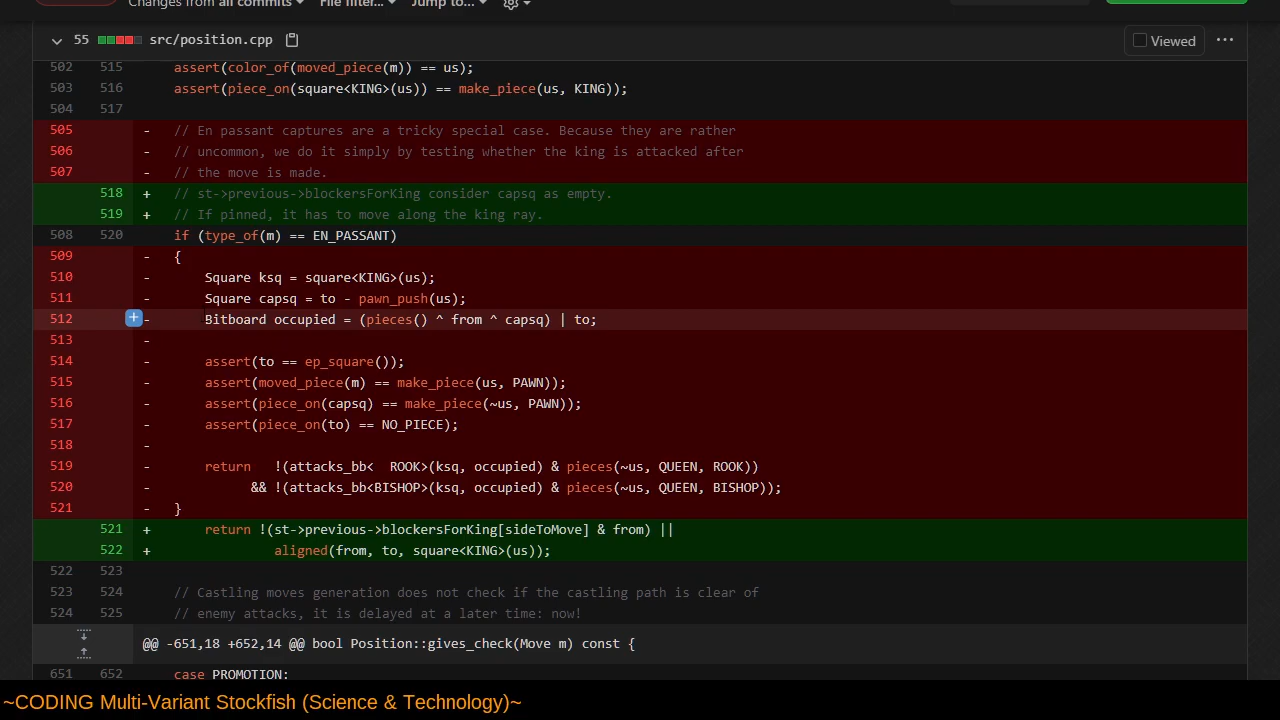 Changes from all commits File filter... Jump to...
55 src/position.cpp Viewed ...
502 515 assert(color_of(moved_piece(m)) == us);
503 516 assert(piece_on(square<KING>(us)) == make_piece(us, KING));
504 517
505 - // En passant captures are a tricky special case. Because they are rather
506 - // uncommon, we do it simply by testing whether the king is attacked after
507 - // the move is made.
518 + // st->previous->blockersForKing consider capsq as empty.
519 + // If pinned, it has to move along the king ray.
508 520 if (type_of(m) == EN_PASSANT)
509 - {
510 - Square ksq = square<KING>(us);
511 - Square capsq = to - pawn_push(us);
512 + - Bitboard occupied = (pieces() ^ from ^ capsq) | to;
513 -
514 - assert(to == ep_square());
515 - assert(moved_piece(m) == make_piece(us, PAWN));
516 - assert(piece_on(capsq) == make_piece(~us, PAWN));
517 - assert(piece_on(to) == NO_PIECE);
518 -
519 - return !(attacks_bb< ROOK>(ksq, occupied) & pieces(~us, QUEEN, ROOK))
520 - && !(attacks_bb<BISHOP>(ksq, occupied) & pieces(~us, QUEEN, BISHOP));
521 - }
521 + return !(st->previous->blockersForKing[sideToMove] & from) ||
522 + aligned(from, to, square<KING>(us));
522 523
523 524 // Castling moves generation does not check if the castling path is clear of
524 525 // enemy attacks, it is delayed at a later time: now!
@@ -651,18 +652,14 @@ bool Position::gives_check(Move m) const {
651 652 case PROMOTION:
~CODING Multi-Variant Stockfish (Science & Technology)~